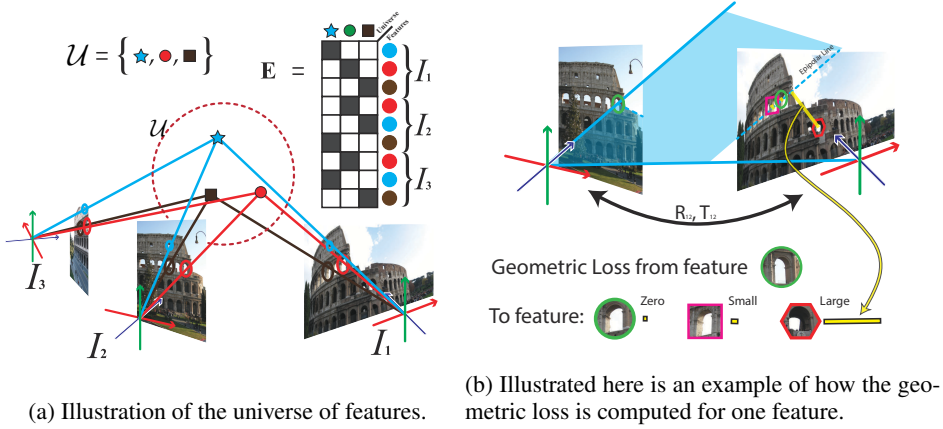 Universe
Features
U = { , , }
E =
I₁
I₂
I₃
U
I₃
I₂
I₁
(a) Illustration of the universe of features.
Epipolar Line
R₁₂, T₁₂
Geometric Loss from feature
To feature:
Zero
Small
Large
(b) Illustrated here is an example of how the geo-
metric loss is computed for one feature.